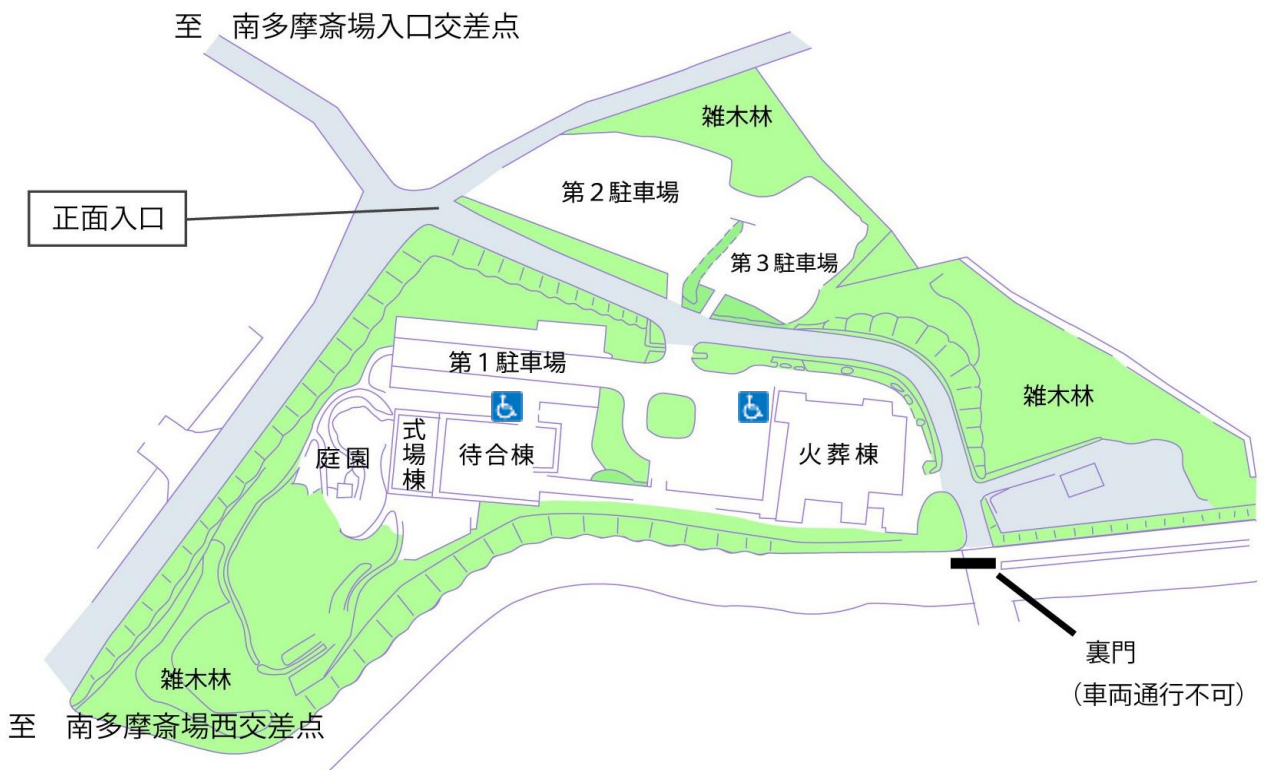 至　南多摩斎場入口交差点
雑木林
第２駐車場
正面入口
第３駐車場
第１駐車場
雑木林
式場棟
待合棟
火葬棟
庭園
裏門
（車両通行不可）
雑木林
至　南多摩斎場西交差点